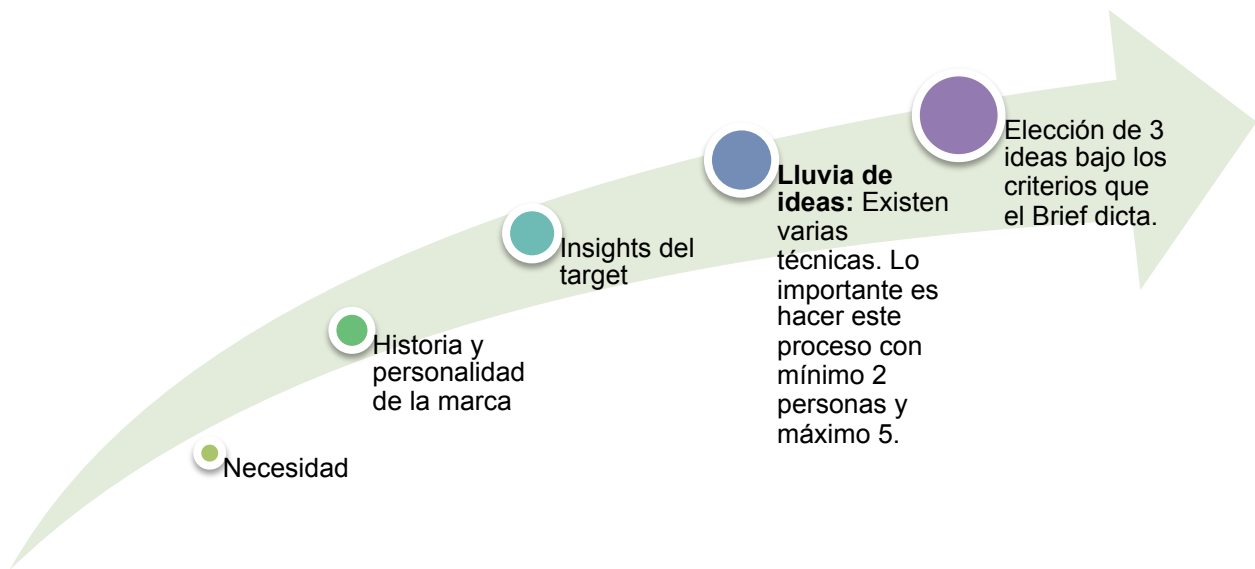 Necesidad
Historia y
personalidad
de la marca
Insights del
target
Lluvia de
ideas: Existen
varias
técnicas. Lo
importante es
hacer este
proceso con
mínimo 2
personas y
máximo 5.
Elección de 3
ideas bajo los
criterios que
el Brief dicta.